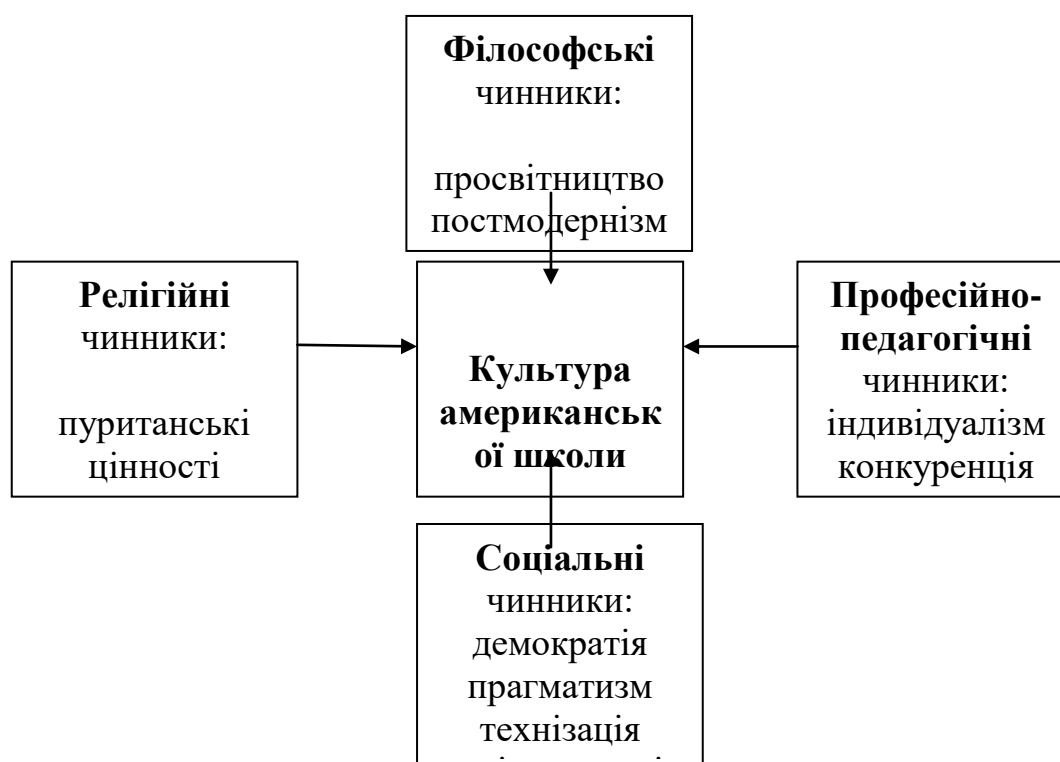 Філософські
чинники:
просвітництво
постмодернізм
Релігійні
чинники:
пуританські
цінності
Культура
американськ
ої школи
Професійно-
педагогічні
чинники:
індивідуалізм
конкуренція
Соціальні
чинники:
демократія
прагматизм
технізація